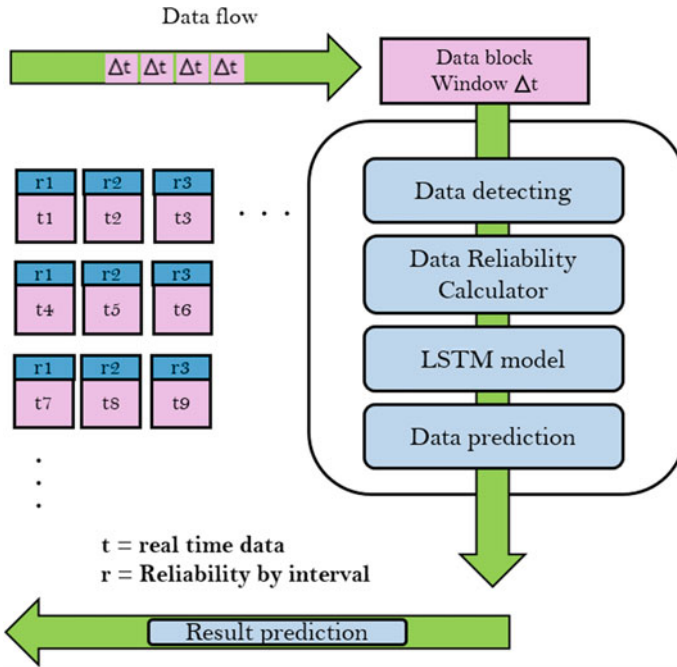 Data flow
Δt Δt Δt Δt
Data block
Window Δt
r1 r2 r3
t1 t2 t3
. . .
r1 r2 r3
t4 t5 t6
r1 r2 r3
t7 t8 t9
.
.
.
Data detecting
Data Reliability
Calculator
LSTM model
Data prediction
t = real time data
r = Reliability by interval
Result prediction